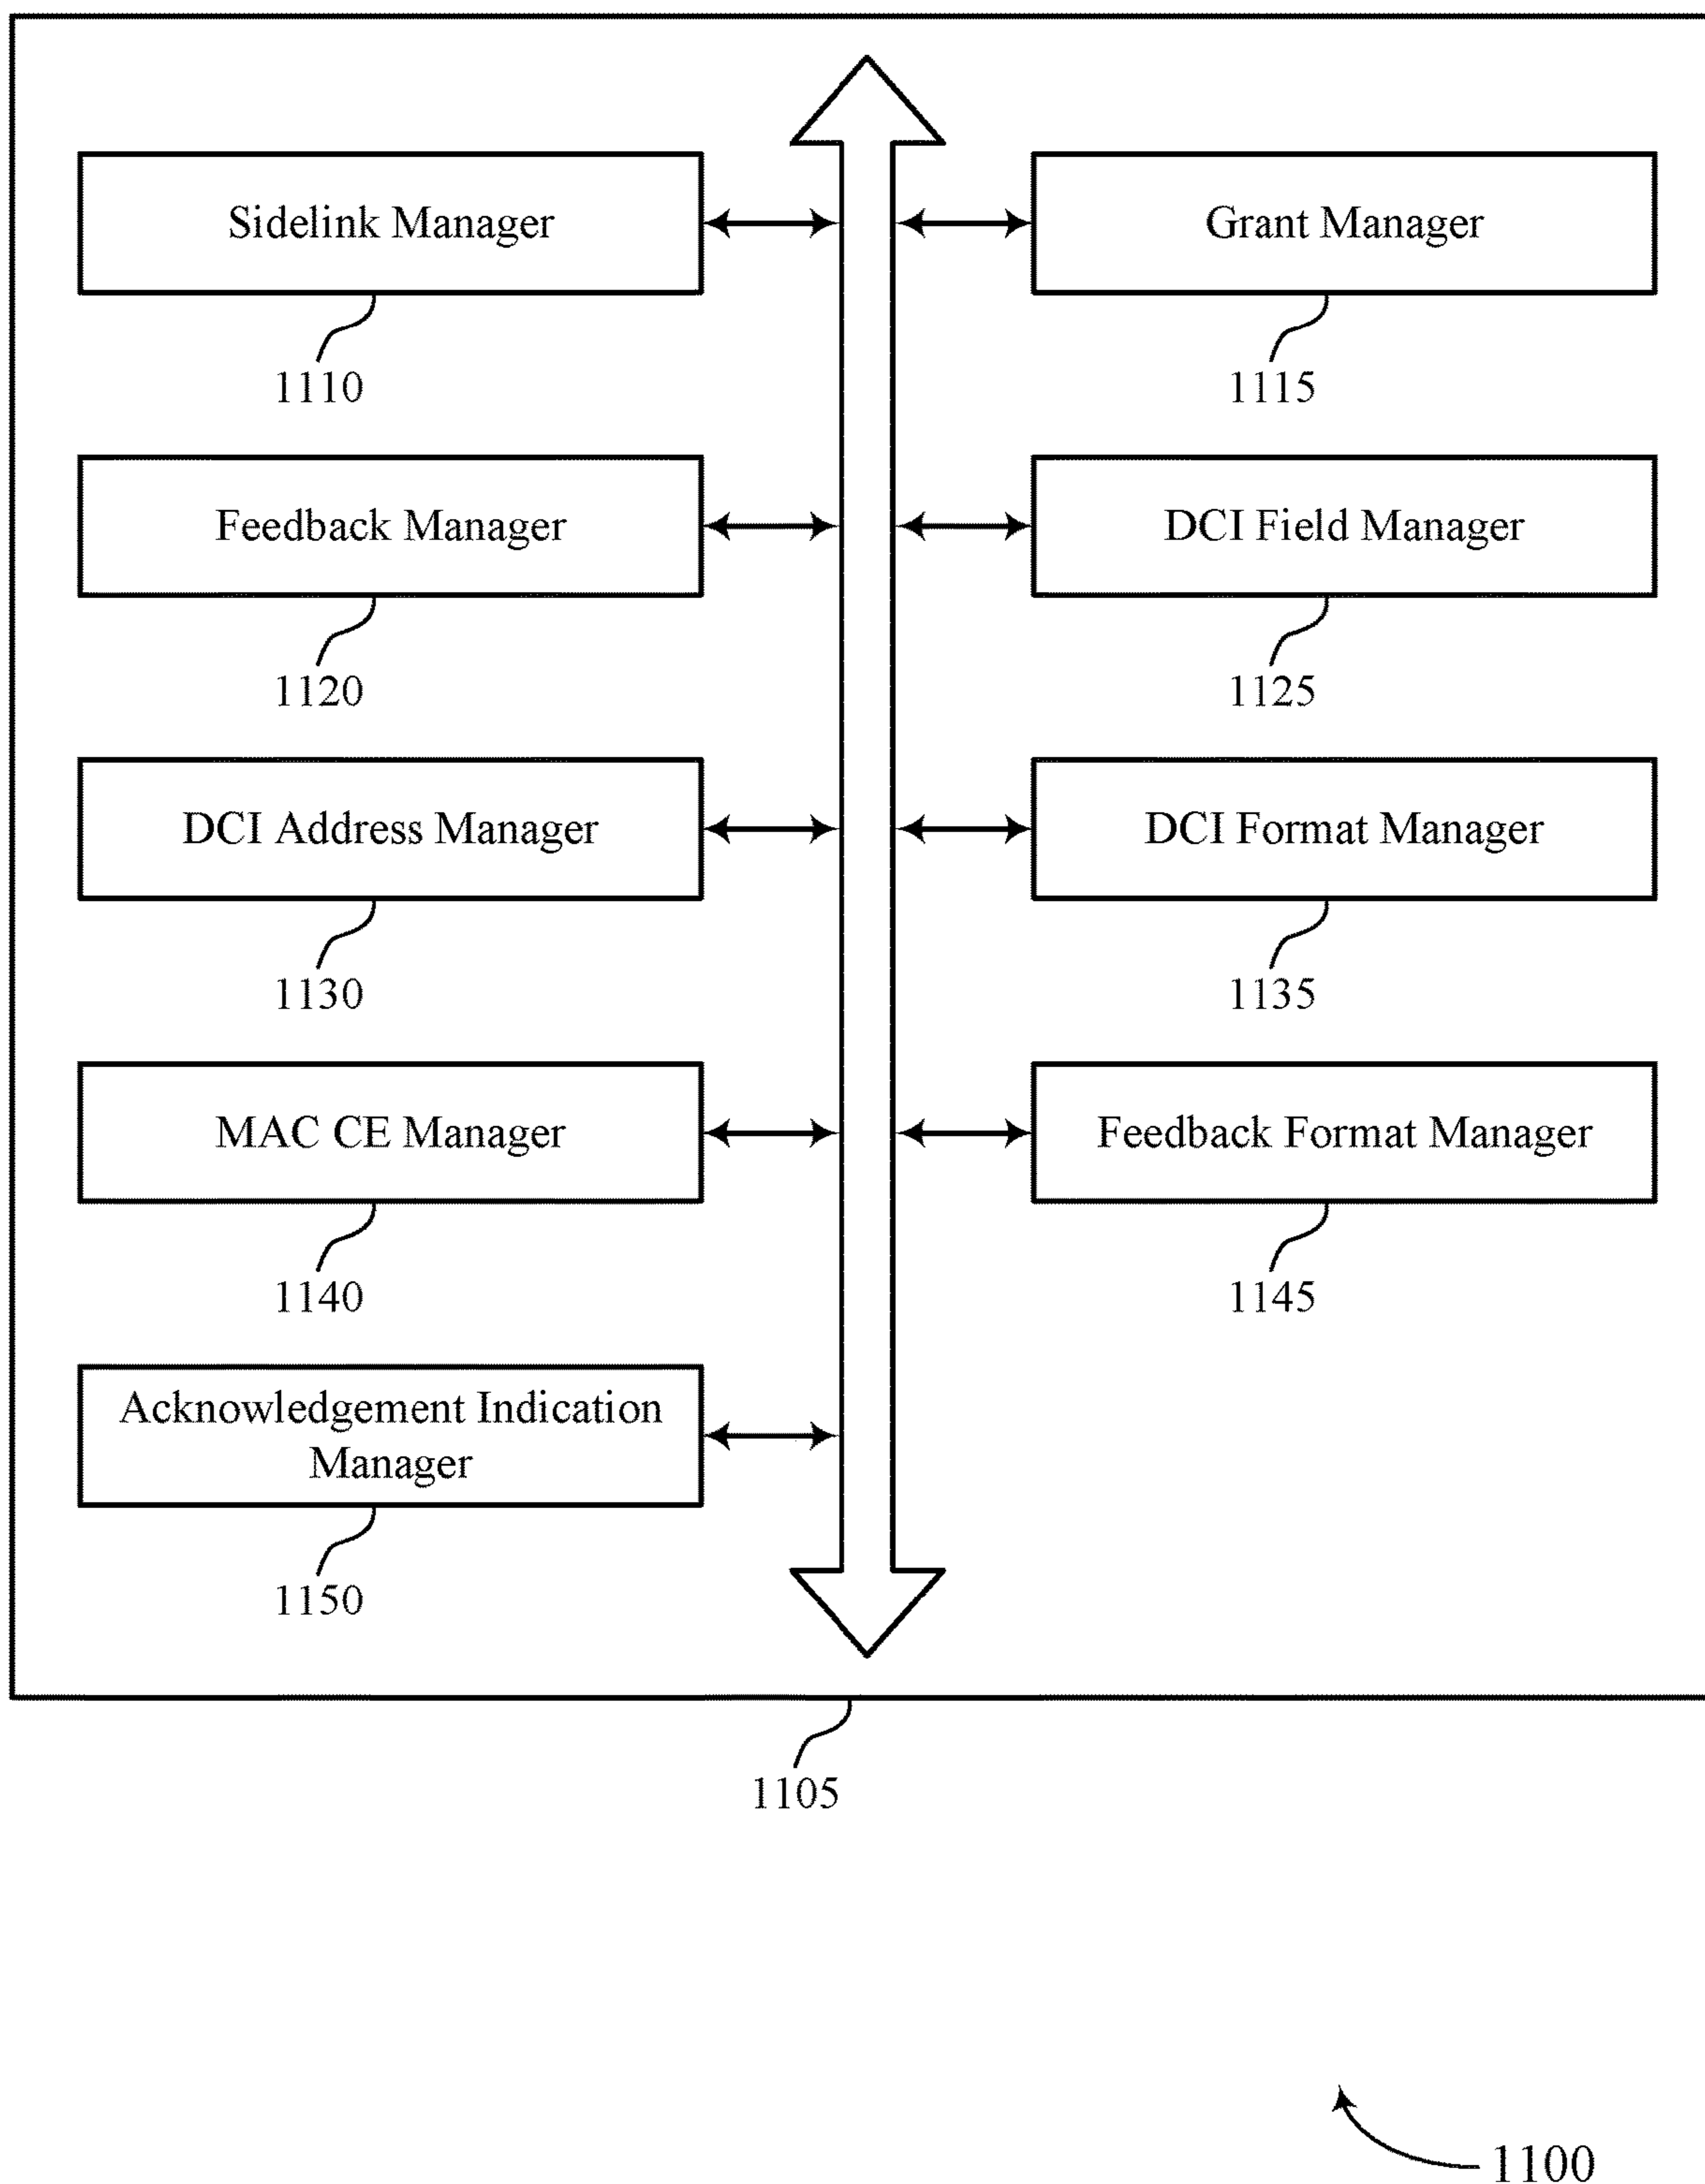 Sidelink Manager
Grant Manager
1110
1115
Feedback Manager
DCI Field Manager
1120
1125
DCI Address Manager
DCI Format Manager
1130
1135
MAC CE Manager
Feedback Format Manager
1140
1145
Acknowledgement Indication
Manager
1150
1105
1100